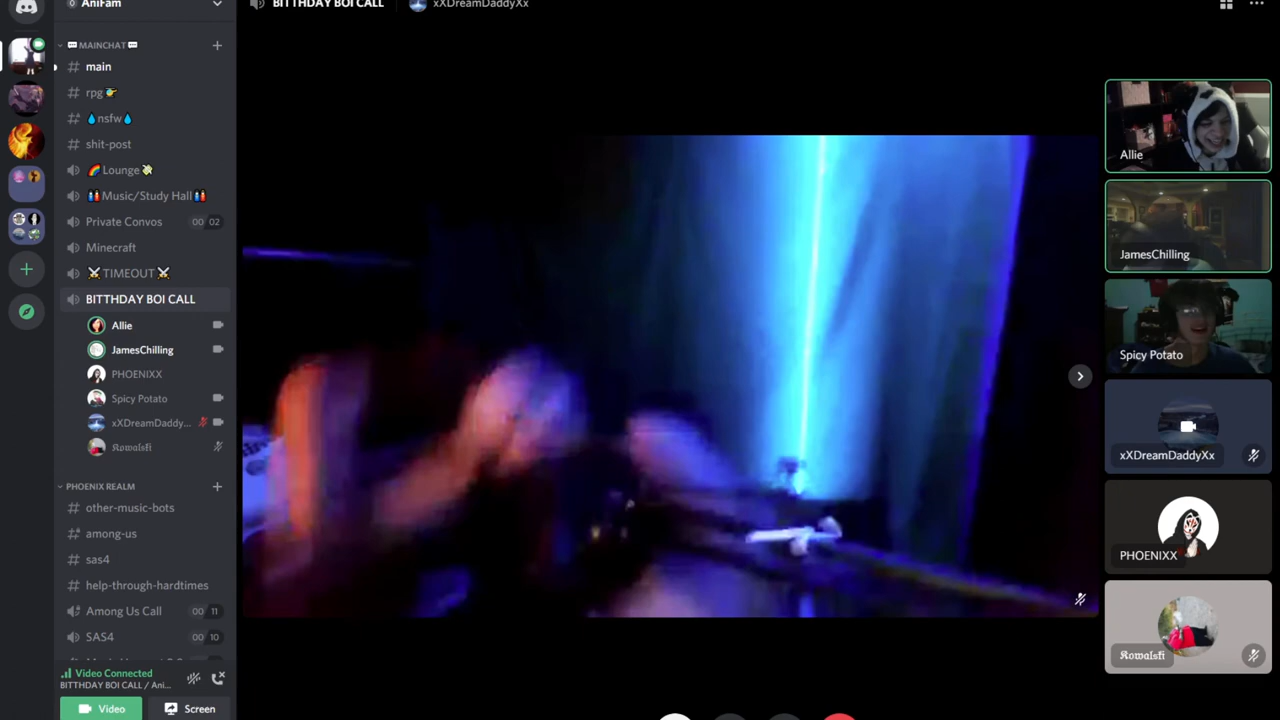 AniFam
BITTHDAY BOI CALL
xXDreamDaddyXx
MAINCHAT
main
rpg
nsfw
shit-post
Lounge
Music/Study Hall
Private Convos 00 02
Minecraft
TIMEOUT
BITTHDAY BOI CALL
Allie
JamesChilling
PHOENIXX
Spicy Potato
xXDreamDaddy...
𝔎𝔬𝔴𝔞𝔩𝔰𝔨𝔦
PHOENIX REALM
other-music-bots
among-us
sas4
help-through-hardtimes
Among Us Call 00 11
SAS4 00 10
Video Connected
BITTHDAY BOI CALL / Ani...
Video
Screen
Allie
JamesChilling
Spicy Potato
xXDreamDaddyXx
PHOENIXX
𝔎𝔬𝔴𝔞𝔩𝔰𝔨𝔦